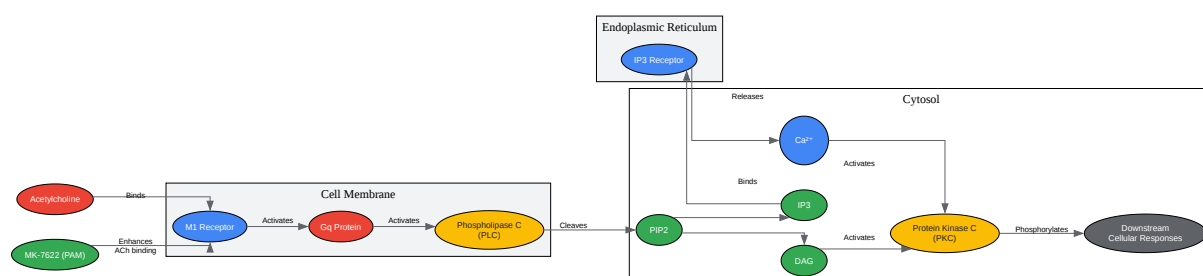 Endoplasmic Reticulum
IP3 Receptor
Releases
Cytosol
Ca²⁺
Activates
Binds
Acetylcholine
Binds
Cell Membrane
M1 Receptor
Activates
Gq Protein
Activates
Phospholipase C
(PLC)
Cleaves
MK-7622 (PAM)
Enhances
ACh binding
PIP2
IP3
DAG
Activates
Protein Kinase C
(PKC)
Phosphorylates
Downstream
Cellular Responses